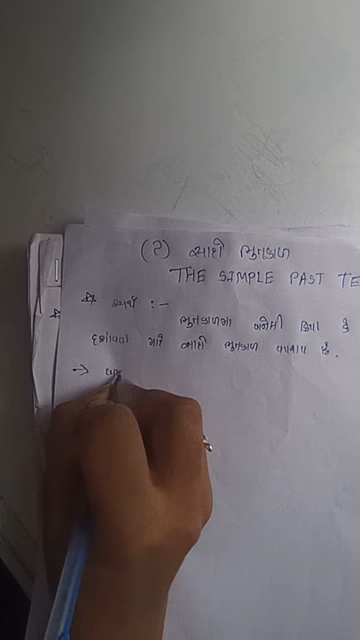 (૨) સાદો ભુતકાળ
THE SIMPLE PAST TE
☆ અર્થ :-
ભુતકાળમાં બનેલી ક્રિયા કે
દર્શાવવા માટે સાદો ભુતકાળ વપરાય છે.
→